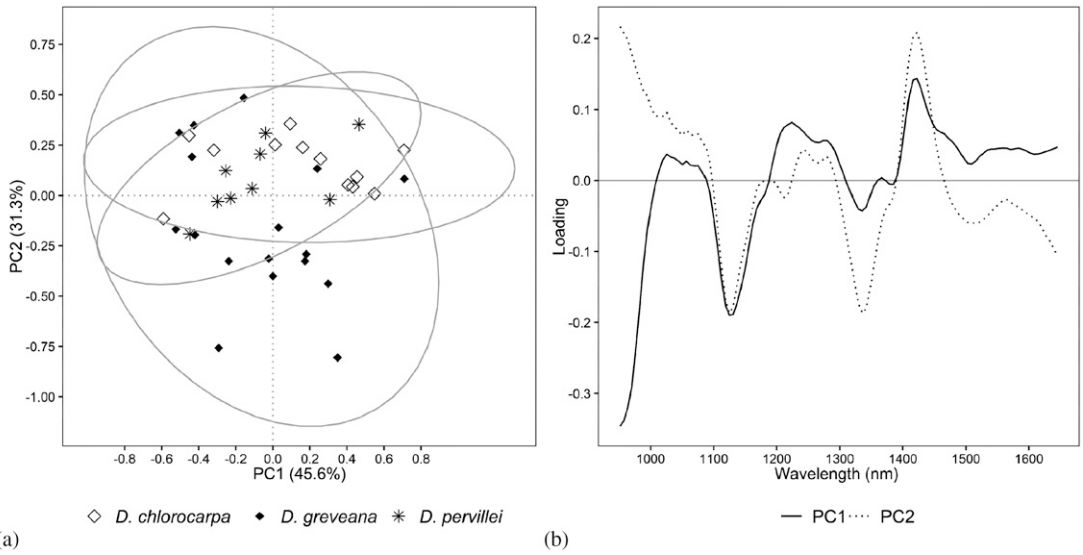 0.75
0.50
0.25
0.00
-0.25
-0.50
-0.75
-1.00
PC2 (31.3%)
-0.8 -0.6 -0.4 -0.2 0.0 0.2 0.4 0.6 0.8
PC1 (45.6%)
D. chlorocarpa D. greveana D. pervillei
(a)
0.2
0.1
0.0
-0.1
-0.2
-0.3
Loading
1000 1100 1200 1300 1400 1500 1600
Wavelength (nm)
PC1 PC2
(b)